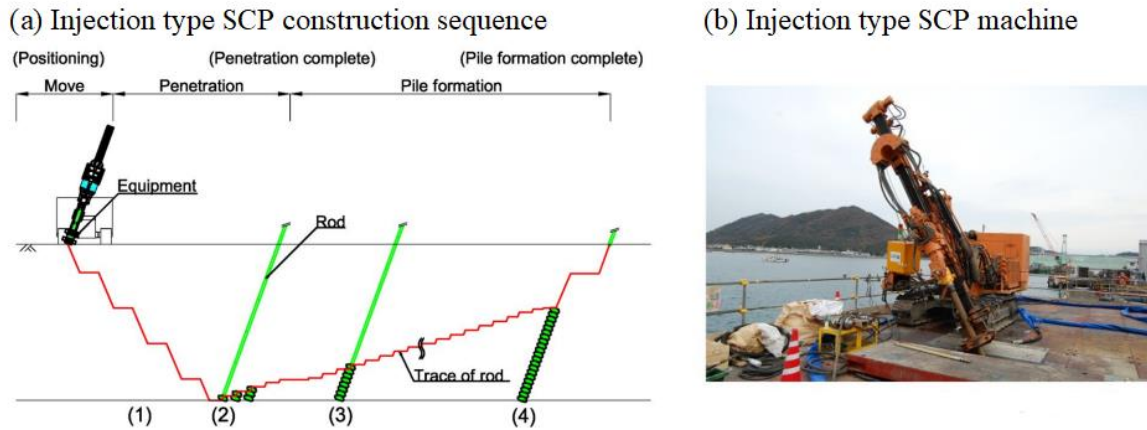 (a) Injection type SCP construction sequence
(b) Injection type SCP machine
(Positioning)
(Penetration complete)
(Pile formation complete)
Move
Penetration
Pile formation
Equipment
Rod
Trace of rod
(1)
(2)
(3)
(4)